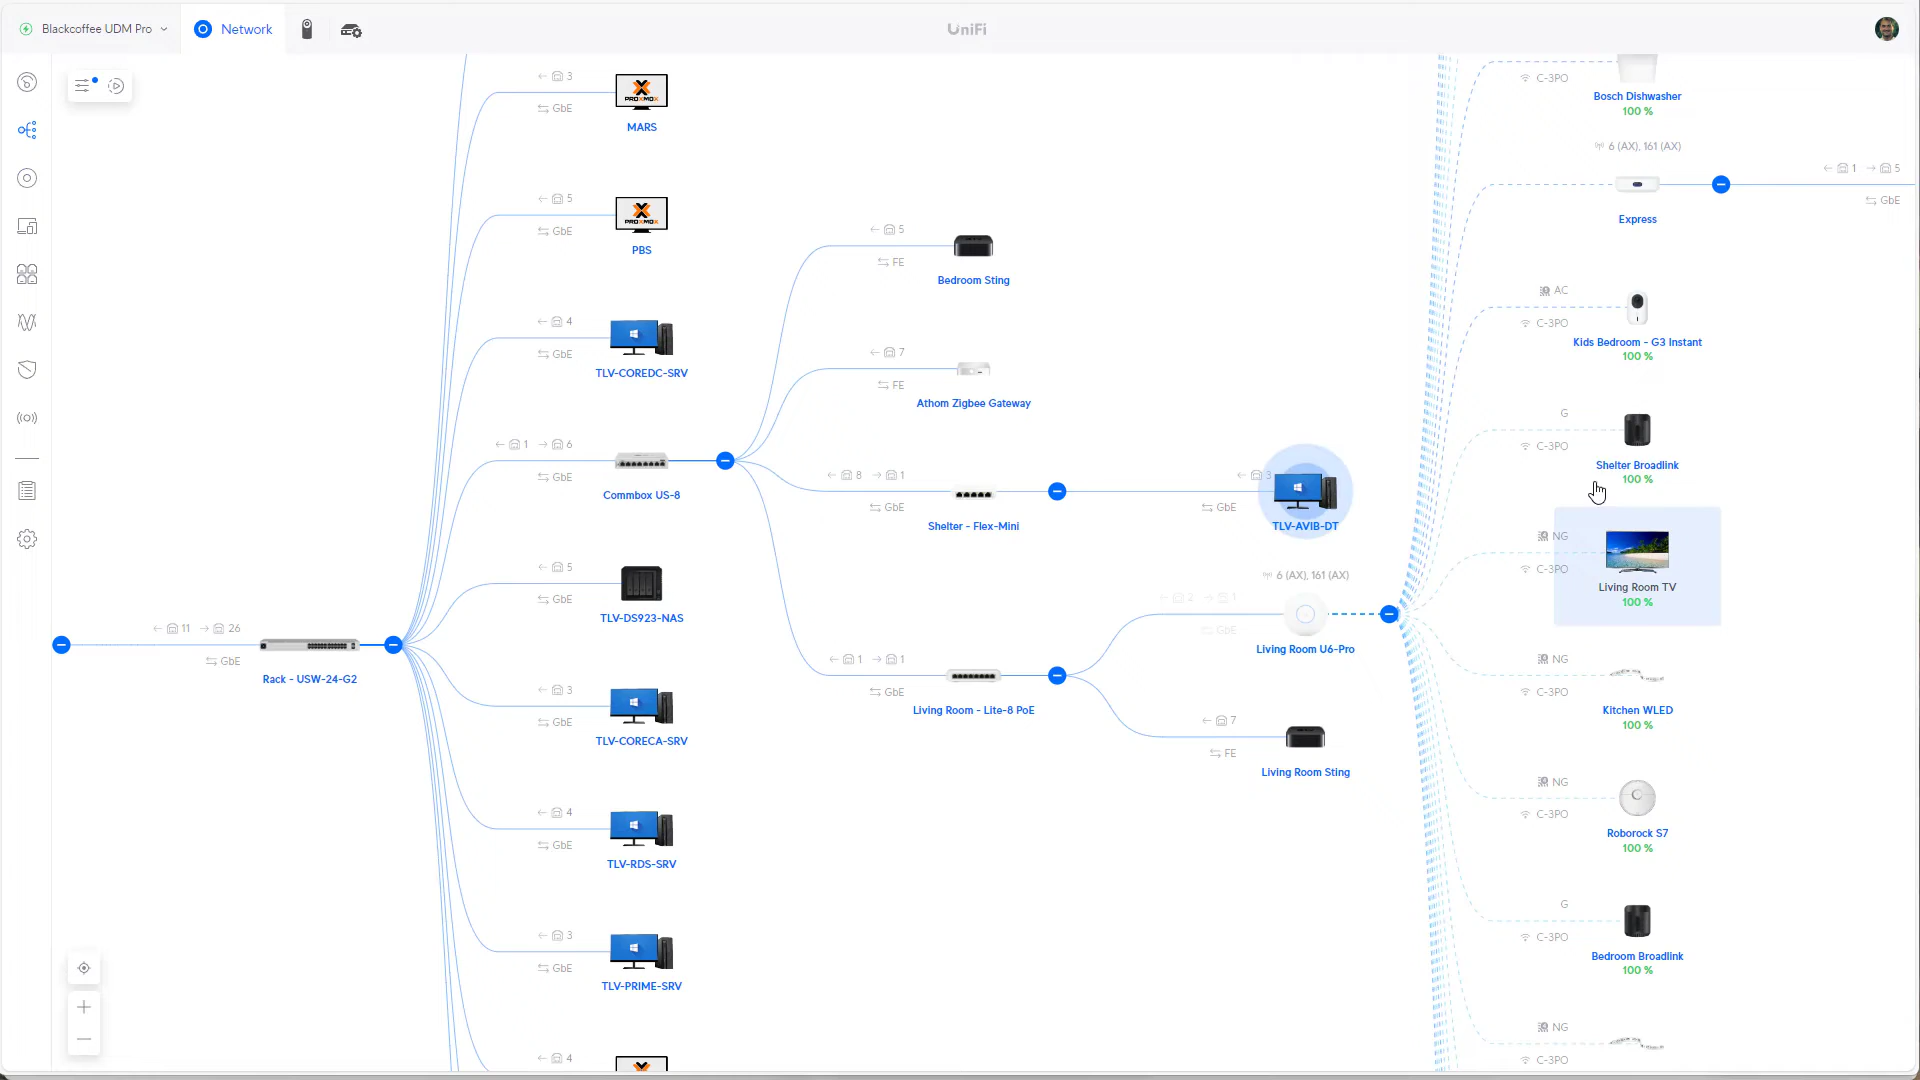 Blackcoffee UDM Pro
Network
UniFi
3
GbE
PROXMOX
MARS
5
GbE
PROXMOX
PBS
4
GbE
TLV-COREDC-SRV
1 6
GbE
Commbox US-8
5
GbE
TLV-DS923-NAS
11 26
GbE
Rack - USW-24-G2
3
GbE
TLV-CORECA-SRV
4
GbE
TLV-RDS-SRV
3
GbE
TLV-PRIME-SRV
4
5
FE
Bedroom Sting
7
FE
Athom Zigbee Gateway
8 1
GbE
Shelter - Flex-Mini
1 1
GbE
Living Room - Lite-8 PoE
3
GbE
TLV-AVIB-DT
6 (AX), 161 (AX)
2 1
GbE
Living Room U6-Pro
7
FE
Living Room Sting
C-3PO
Bosch Dishwasher
100 %
6 (AX), 161 (AX)
Express
1 5
GbE
AC
C-3PO
Kids Bedroom - G3 Instant
100 %
G
C-3PO
Shelter Broadlink
100 %
NG
C-3PO
Living Room TV
100 %
NG
C-3PO
Kitchen WLED
100 %
NG
C-3PO
Roborock S7
100 %
G
C-3PO
Bedroom Broadlink
100 %
NG
C-3PO